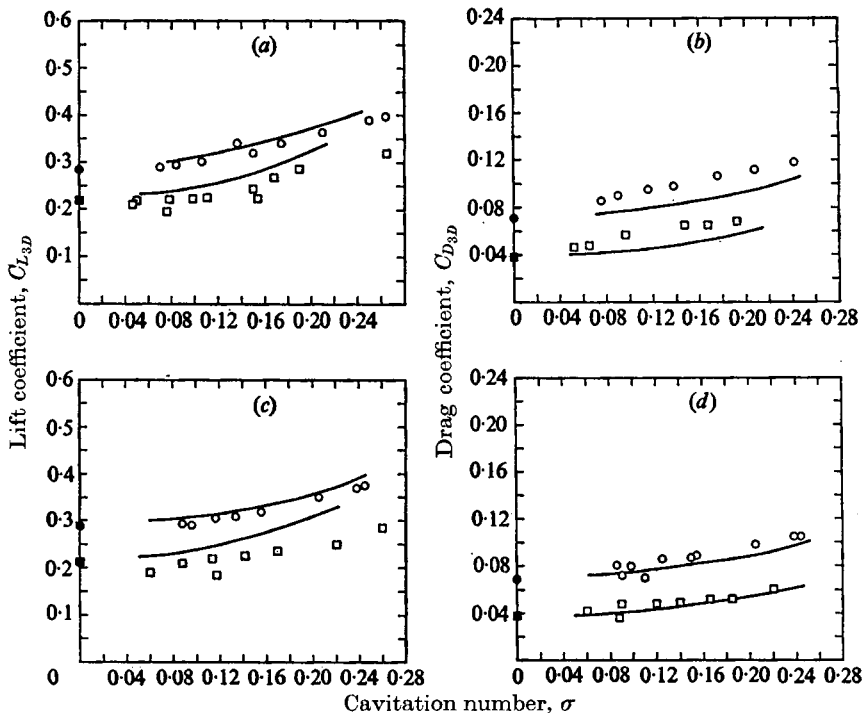 (a)
0·6
0·5
0·4
0·3
0·2
0·1
0 0·04 0·08 0·12 0·16 0·20 0·24
Lift coefficient, C_{L_{3D}}
(b)
0·24
0·20
0·16
0·12
0·08
0·04
0 0·04 0·08 0·12 0·16 0·20 0·24 0·28
Drag coefficient, C_{D_{3D}}
(c)
0·6
0·5
0·4
0·3
0·2
0·1
0
0·04 0·08 0·12 0·16 0·20 0·24 0·28
(d)
0·24
0·20
0·16
0·12
0·08
0·04
0 0·04 0·08 0·12 0·16 0·20 0·24 0·28
Cavitation number, σ